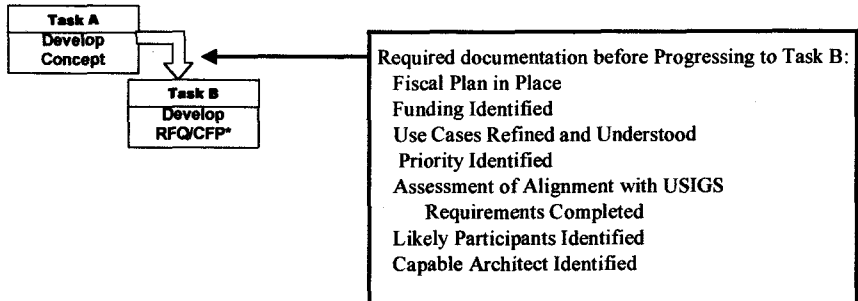 Task A
Develop
Concept
Task B
Develop
RFQ/CFP*
Required documentation before Progressing to Task B:
Fiscal Plan in Place
Funding Identified
Use Cases Refined and Understood
Priority Identified
Assessment of Alignment with USIGS
Requirements Completed
Likely Participants Identified
Capable Architect Identified